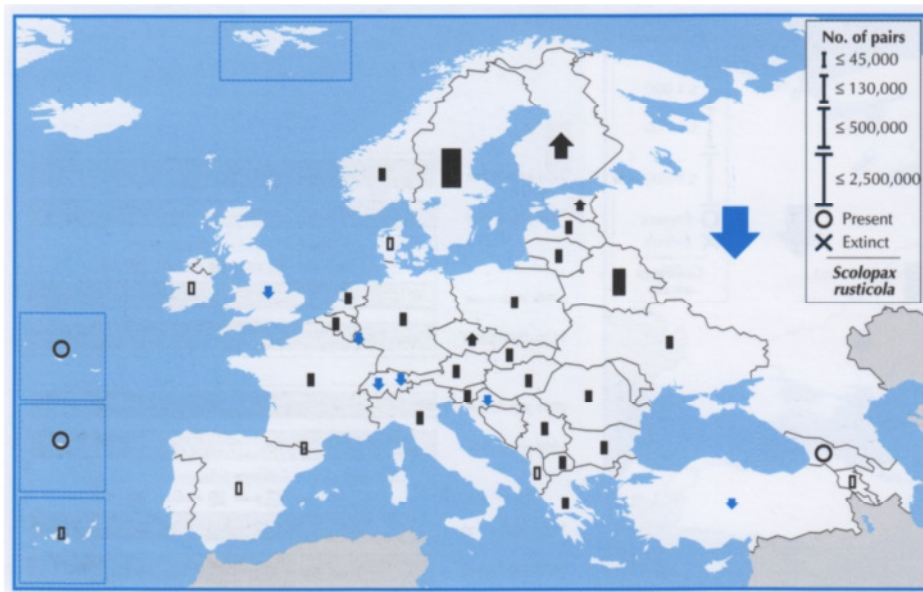 No. of pairs
≤ 45,000
≤ 130,000
≤ 500,000
≤ 2,500,000
Present
Extinct
Scolopax
rusticola